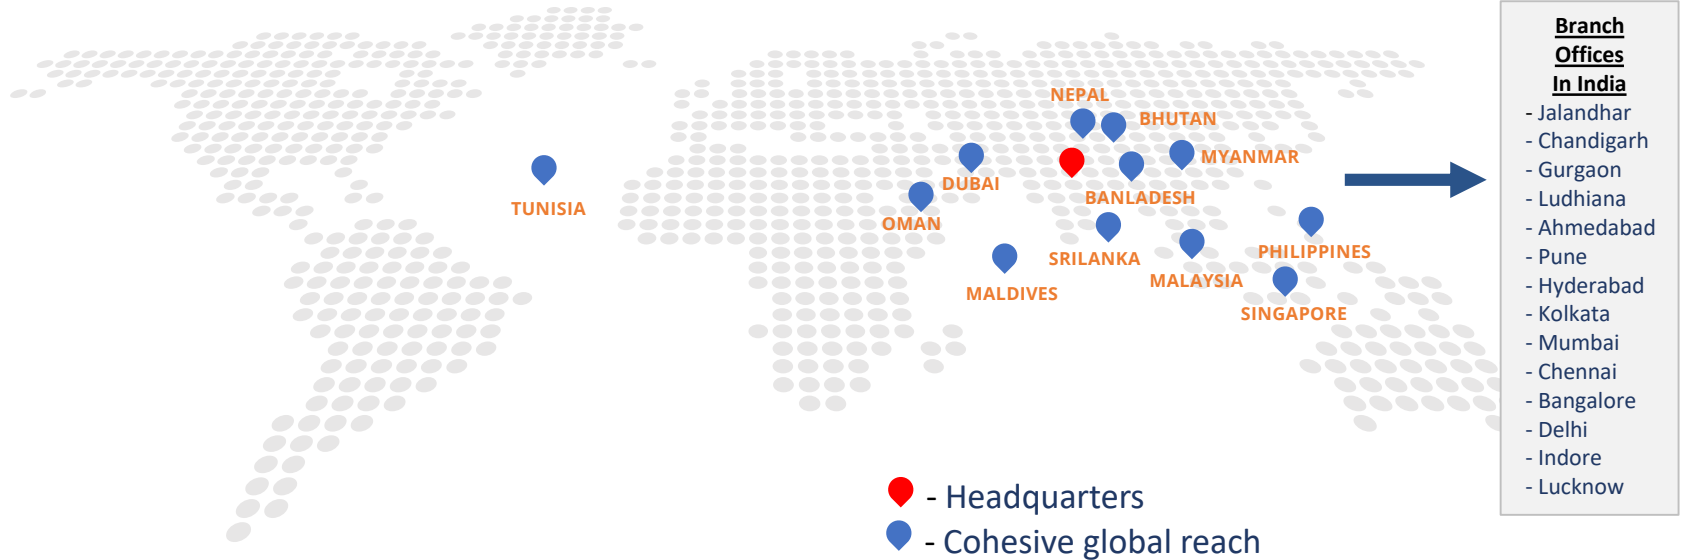 NEPAL
BHUTAN
MYANMAR
DUBAI
TUNISIA
BANLADESH
OMAN
SRILANKA
PHILIPPINES
MALDIVES
MALAYSIA
SINGAPORE
Branch
Offices
In India
- Jalandhar
- Chandigarh
- Gurgaon
- Ludhiana
- Ahmedabad
- Pune
- Hyderabad
- Kolkata
- Mumbai
- Chennai
- Bangalore
- Delhi
- Indore
- Lucknow
- Headquarters
- Cohesive global reach